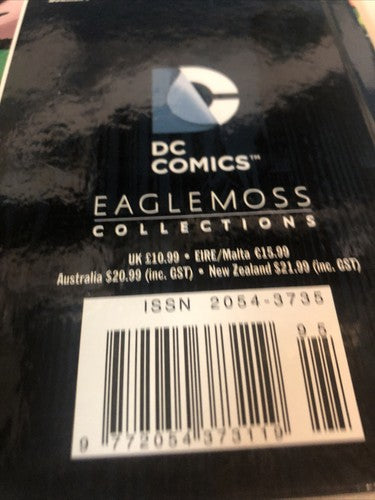 DC
COMICS™
EAGLEMOSS
COLLECTIONS
UK £10.99 • EIRE/Malta €15.99
Australia $20.99 (inc. GST) • New Zealand $21.99 (inc. GST)
ISSN 2054-3735
95
9 772054 373119